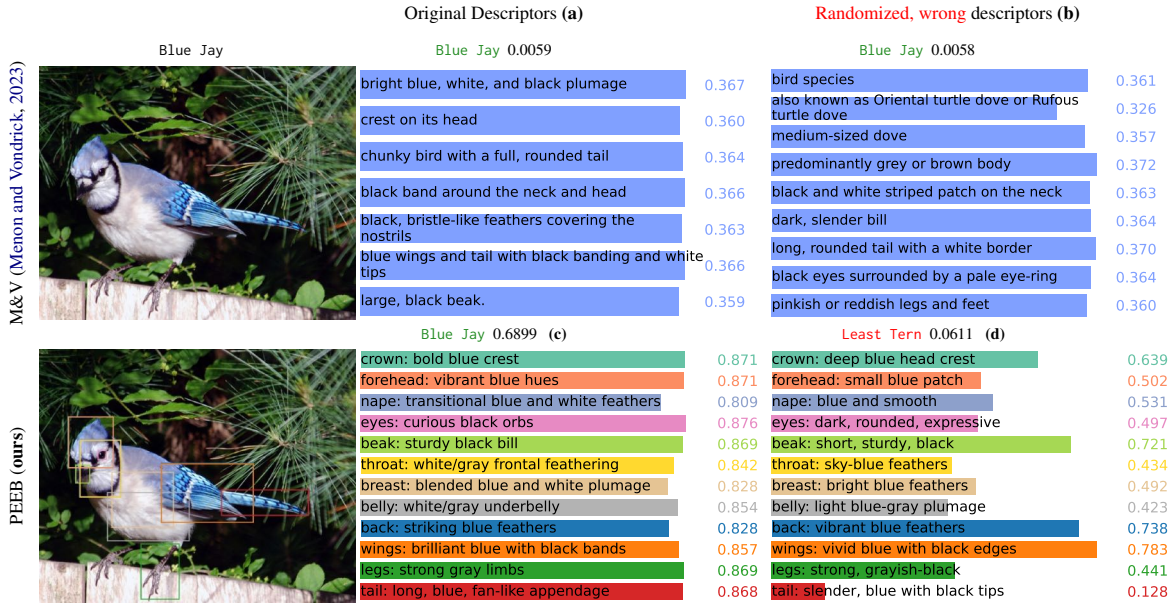 Original Descriptors (a)
Randomized, wrong descriptors (b)
M&V (Menon and Vondrick, 2023)
Blue Jay
Blue Jay 0.0059
bright blue, white, and black plumage 0.367
crest on its head 0.360
chunky bird with a full, rounded tail 0.364
black band around the neck and head 0.366
black, bristle-like feathers covering the
nostrils 0.363
blue wings and tail with black banding and white
tips 0.366
large, black beak. 0.359
Blue Jay 0.0058
bird species 0.361
also known as Oriental turtle dove or Rufous
turtle dove 0.326
medium-sized dove 0.357
predominantly grey or brown body 0.372
black and white striped patch on the neck 0.363
dark, slender bill 0.364
long, rounded tail with a white border 0.370
black eyes surrounded by a pale eye-ring 0.364
pinkish or reddish legs and feet 0.360
PEEB (ours)
Blue Jay 0.6899 (c)
crown: bold blue crest 0.871
forehead: vibrant blue hues 0.871
nape: transitional blue and white feathers 0.809
eyes: curious black orbs 0.876
beak: sturdy black bill 0.869
throat: white/gray frontal feathering 0.842
breast: blended blue and white plumage 0.828
belly: white/gray underbelly 0.854
back: striking blue feathers 0.828
wings: brilliant blue with black bands 0.857
legs: strong gray limbs 0.869
tail: long, blue, fan-like appendage 0.868
Least Tern 0.0611 (d)
crown: deep blue head crest 0.639
forehead: small blue patch 0.502
nape: blue and smooth 0.531
eyes: dark, rounded, expressive 0.497
beak: short, sturdy, black 0.721
throat: sky-blue feathers 0.434
breast: bright blue feathers 0.492
belly: light blue-gray plumage 0.423
back: vibrant blue feathers 0.738
wings: vivid blue with black edges 0.783
legs: strong, grayish-black 0.441
tail: slender, blue with black tips 0.128